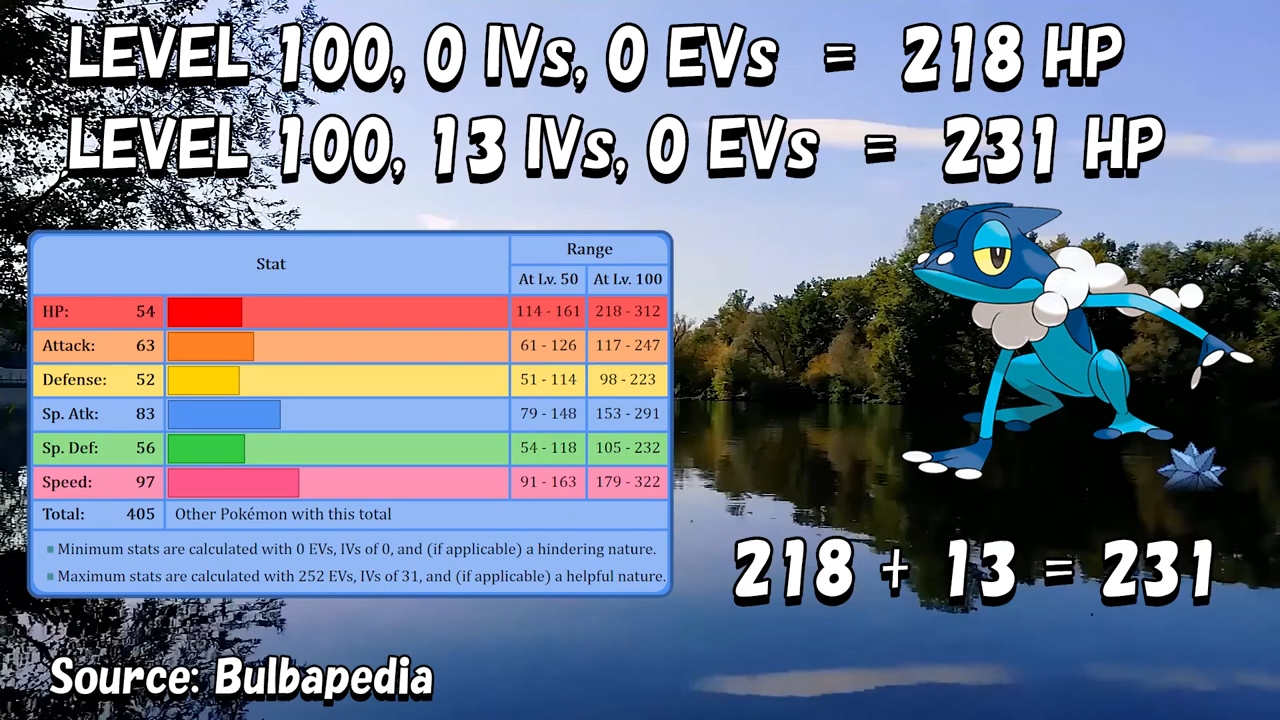 LEVEL 100, 0 IVs, 0 EVs = 218 HP
LEVEL 100, 13 IVs, 0 EVs = 231 HP
Stat
Range
At Lv. 50 At Lv. 100
HP: 54 114 - 161 218 - 312
Attack: 63 61 - 126 117 - 247
Defense: 52 51 - 114 98 - 223
Sp. Atk: 83 79 - 148 153 - 291
Sp. Def: 56 54 - 118 105 - 232
Speed: 97 91 - 163 179 - 322
Total: 405 Other Pokémon with this total
Minimum stats are calculated with 0 EVs, IVs of 0, and (if applicable) a hindering nature.
Maximum stats are calculated with 252 EVs, IVs of 31, and (if applicable) a helpful nature.
218 + 13 = 231
Source: Bulbapedia